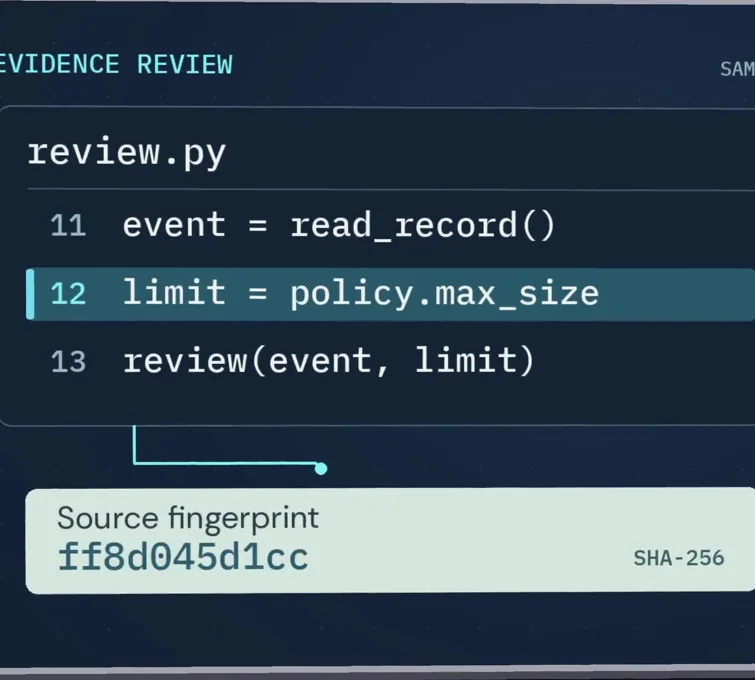 EVIDENCE REVIEW
SAM
review.py
11 event = read_record()
12 limit = policy.max_size
13 review(event, limit)
Source fingerprint
ff8d045d1cc
SHA-256